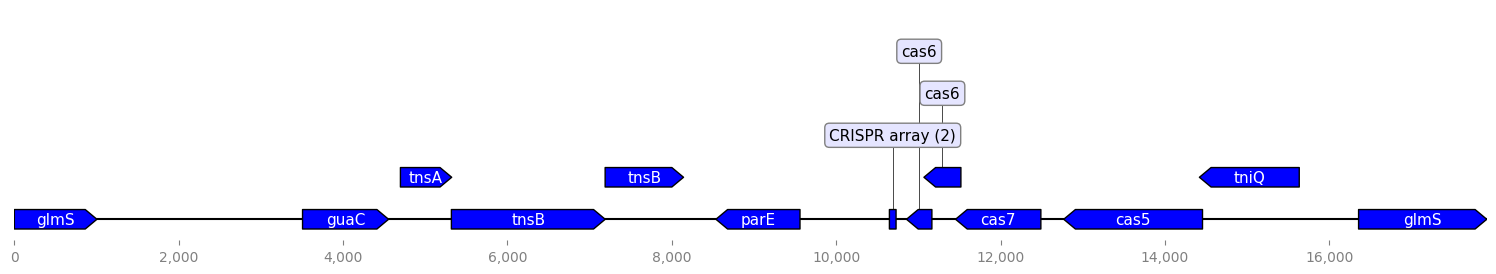 cas6
cas6
CRISPR array (2)
tnsA tnsB tniQ
glmS guaC tnsB parE cas7 cas5 glmS
0 2,000 4,000 6,000 8,000 10,000 12,000 14,000 16,000